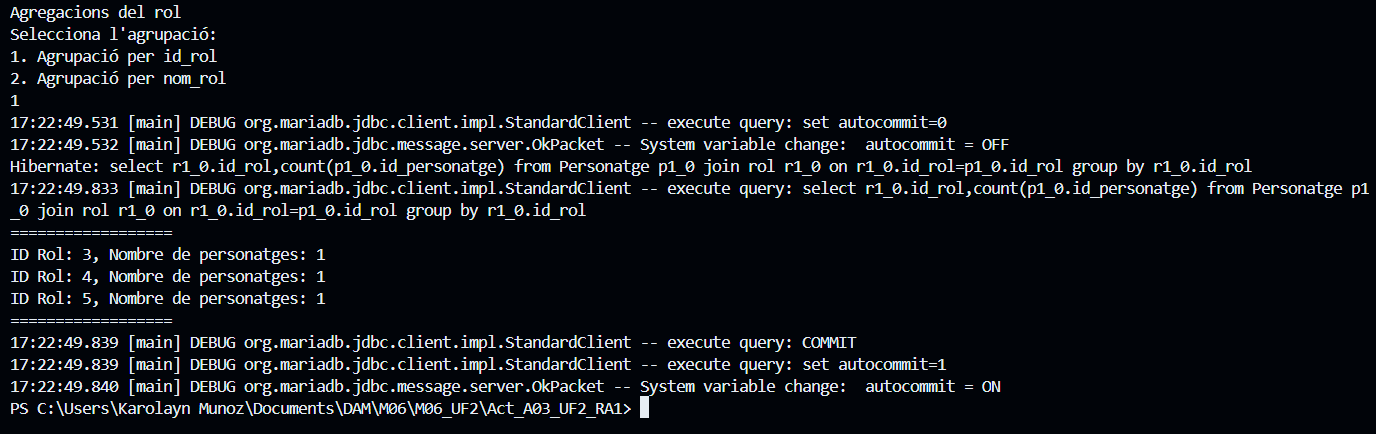 Agregacions del rol
Selecciona l'agrupació:
1. Agrupació per id_rol
2. Agrupació per nom_rol
1
17:22:49.531 [main] DEBUG org.mariadb.jdbc.client.impl.StandardClient -- execute query: set autocommit=0
17:22:49.532 [main] DEBUG org.mariadb.jdbc.message.server.OkPacket -- System variable change:  autocommit = OFF
Hibernate: select r1_0.id_rol,count(p1_0.id_personatge) from Personatge p1_0 join rol r1_0 on r1_0.id_rol=p1_0.id_rol group by r1_0.id_rol
17:22:49.833 [main] DEBUG org.mariadb.jdbc.client.impl.StandardClient -- execute query: select r1_0.id_rol,count(p1_0.id_personatge) from Personatge p1
_0 join rol r1_0 on r1_0.id_rol=p1_0.id_rol group by r1_0.id_rol
==================
ID Rol: 3, Nombre de personatges: 1
ID Rol: 4, Nombre de personatges: 1
ID Rol: 5, Nombre de personatges: 1
==================
17:22:49.839 [main] DEBUG org.mariadb.jdbc.client.impl.StandardClient -- execute query: COMMIT
17:22:49.839 [main] DEBUG org.mariadb.jdbc.client.impl.StandardClient -- execute query: set autocommit=1
17:22:49.840 [main] DEBUG org.mariadb.jdbc.message.server.OkPacket -- System variable change:  autocommit = ON
PS C:\Users\Karolayn Munoz\Documents\DAM\M06\M06_UF2\Act_A03_UF2_RA1>